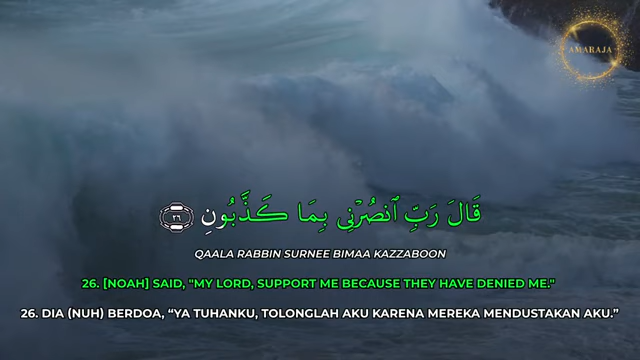 AMARAJA
قَالَ رَبِّ ٱنصُرْنِى بِمَا كَذَّبُونِ ٢٦
QAALA RABBIN SURNEE BIMAA KAZZABOON
26. [NOAH] SAID, "MY LORD, SUPPORT ME BECAUSE THEY HAVE DENIED ME."
26. DIA (NUH) BERDOA, “YA TUHANKU, TOLONGLAH AKU KARENA MEREKA MENDUSTAKAN AKU.”